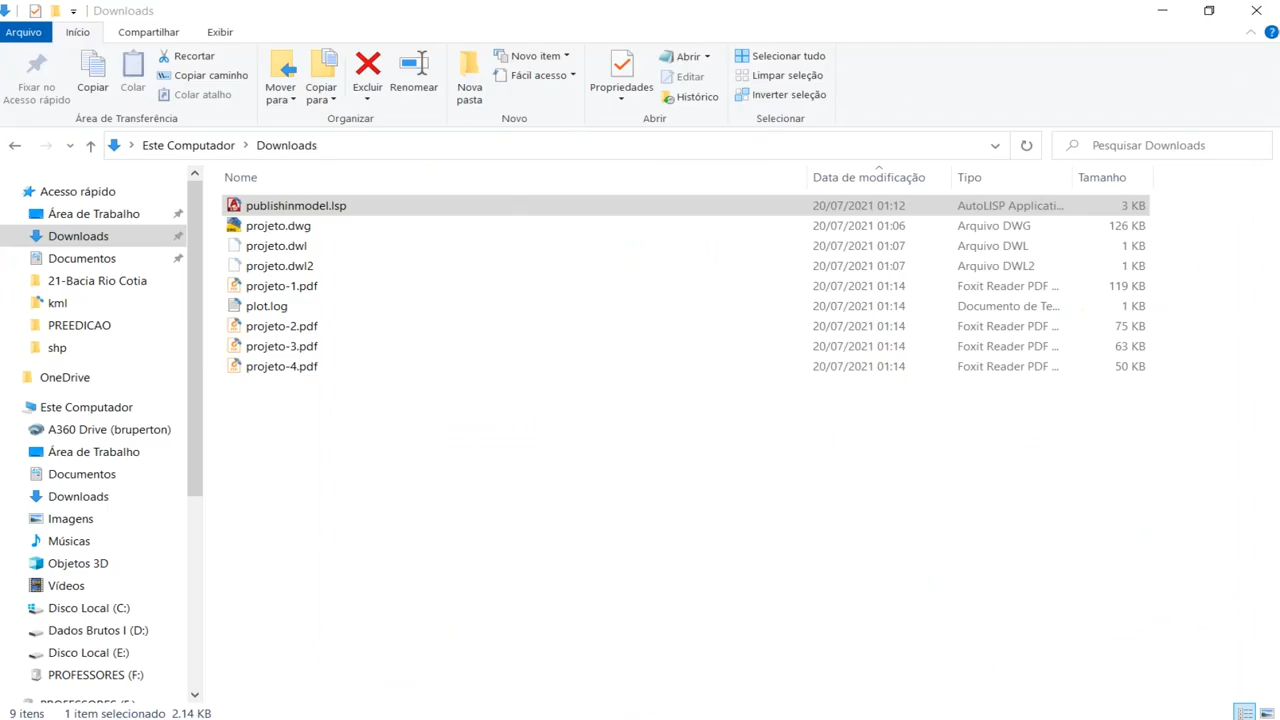 Downloads
Arquivo
Início
Compartilhar
Exibir
Fixar no
Acesso rápido
Copiar
Colar
Recortar
Copiar caminho
Colar atalho
Mover
para
Copiar
para
Excluir
Renomear
Nova
pasta
Novo item
Fácil acesso
Propriedades
Abrir
Editar
Histórico
Selecionar tudo
Limpar seleção
Inverter seleção
Área de Transferência
Organizar
Novo
Abrir
Selecionar
Este Computador > Downloads
Pesquisar Downloads
Nome Data de modificação Tipo Tamanho
publishinmodel.lsp 20/07/2021 01:12 AutoLISP Applicati... 3 KB
projeto.dwg 20/07/2021 01:06 Arquivo DWG 126 KB
projeto.dwl 20/07/2021 01:07 Arquivo DWL 1 KB
projeto.dwl2 20/07/2021 01:07 Arquivo DWL2 1 KB
projeto-1.pdf 20/07/2021 01:14 Foxit Reader PDF ... 119 KB
plot.log 20/07/2021 01:14 Documento de Te... 1 KB
projeto-2.pdf 20/07/2021 01:14 Foxit Reader PDF ... 75 KB
projeto-3.pdf 20/07/2021 01:14 Foxit Reader PDF ... 63 KB
projeto-4.pdf 20/07/2021 01:14 Foxit Reader PDF ... 50 KB
Acesso rápido
Área de Trabalho
Downloads
Documentos
21-Bacia Rio Cotia
kml
PREEDICAO
shp
OneDrive
Este Computador
A360 Drive (bruperton)
Área de Trabalho
Documentos
Downloads
Imagens
Músicas
Objetos 3D
Vídeos
Disco Local (C:)
Dados Brutos I (D:)
Disco Local (E:)
PROFESSORES (F:)
9 itens 1 item selecionado 2.14 KB